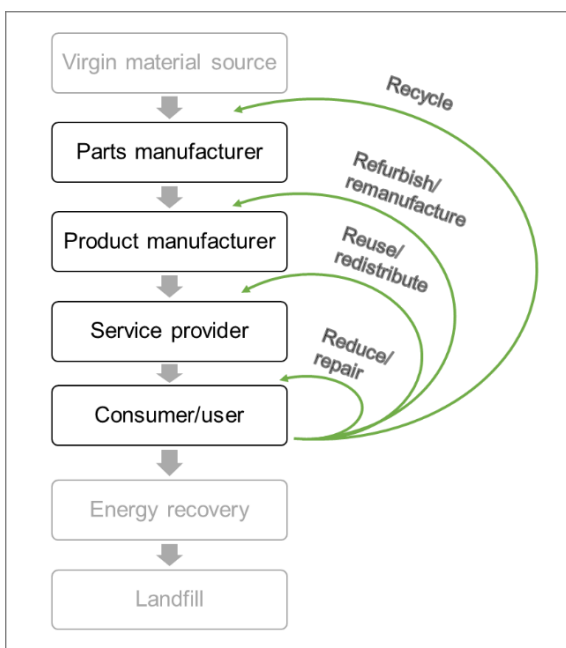 Virgin material source
Recycle
Parts manufacturer
Refurbish/
remanufacture
Product manufacturer
Reuse/
redistribute
Service provider
Reduce/
repair
Consumer/user
Energy recovery
Landfill